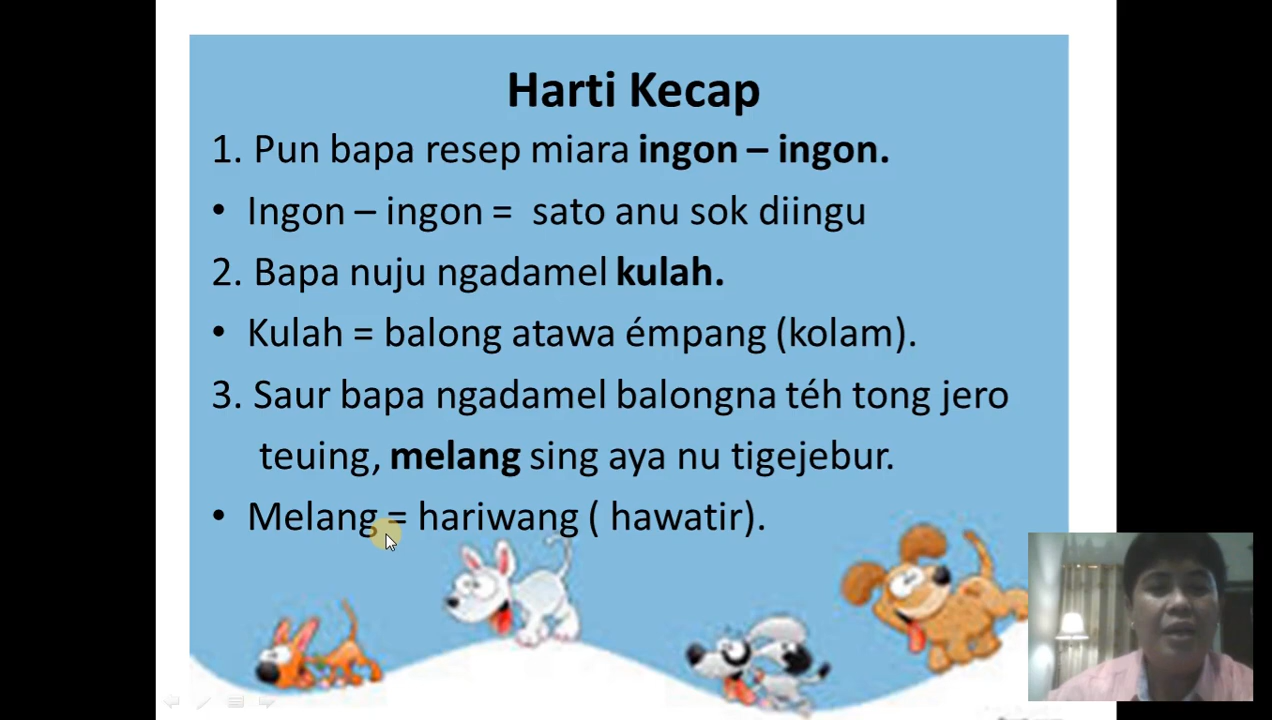 Harti Kecap
1. Pun bapa resep miara ingon – ingon.
• Ingon – ingon = sato anu sok diingu
2. Bapa nuju ngadamel kulah.
• Kulah = balong atawa émpang (kolam).
3. Saur bapa ngadamel balongna téh tong jero
teuing, melang sing aya nu tigejebur.
• Melang = hariwang ( hawatir).